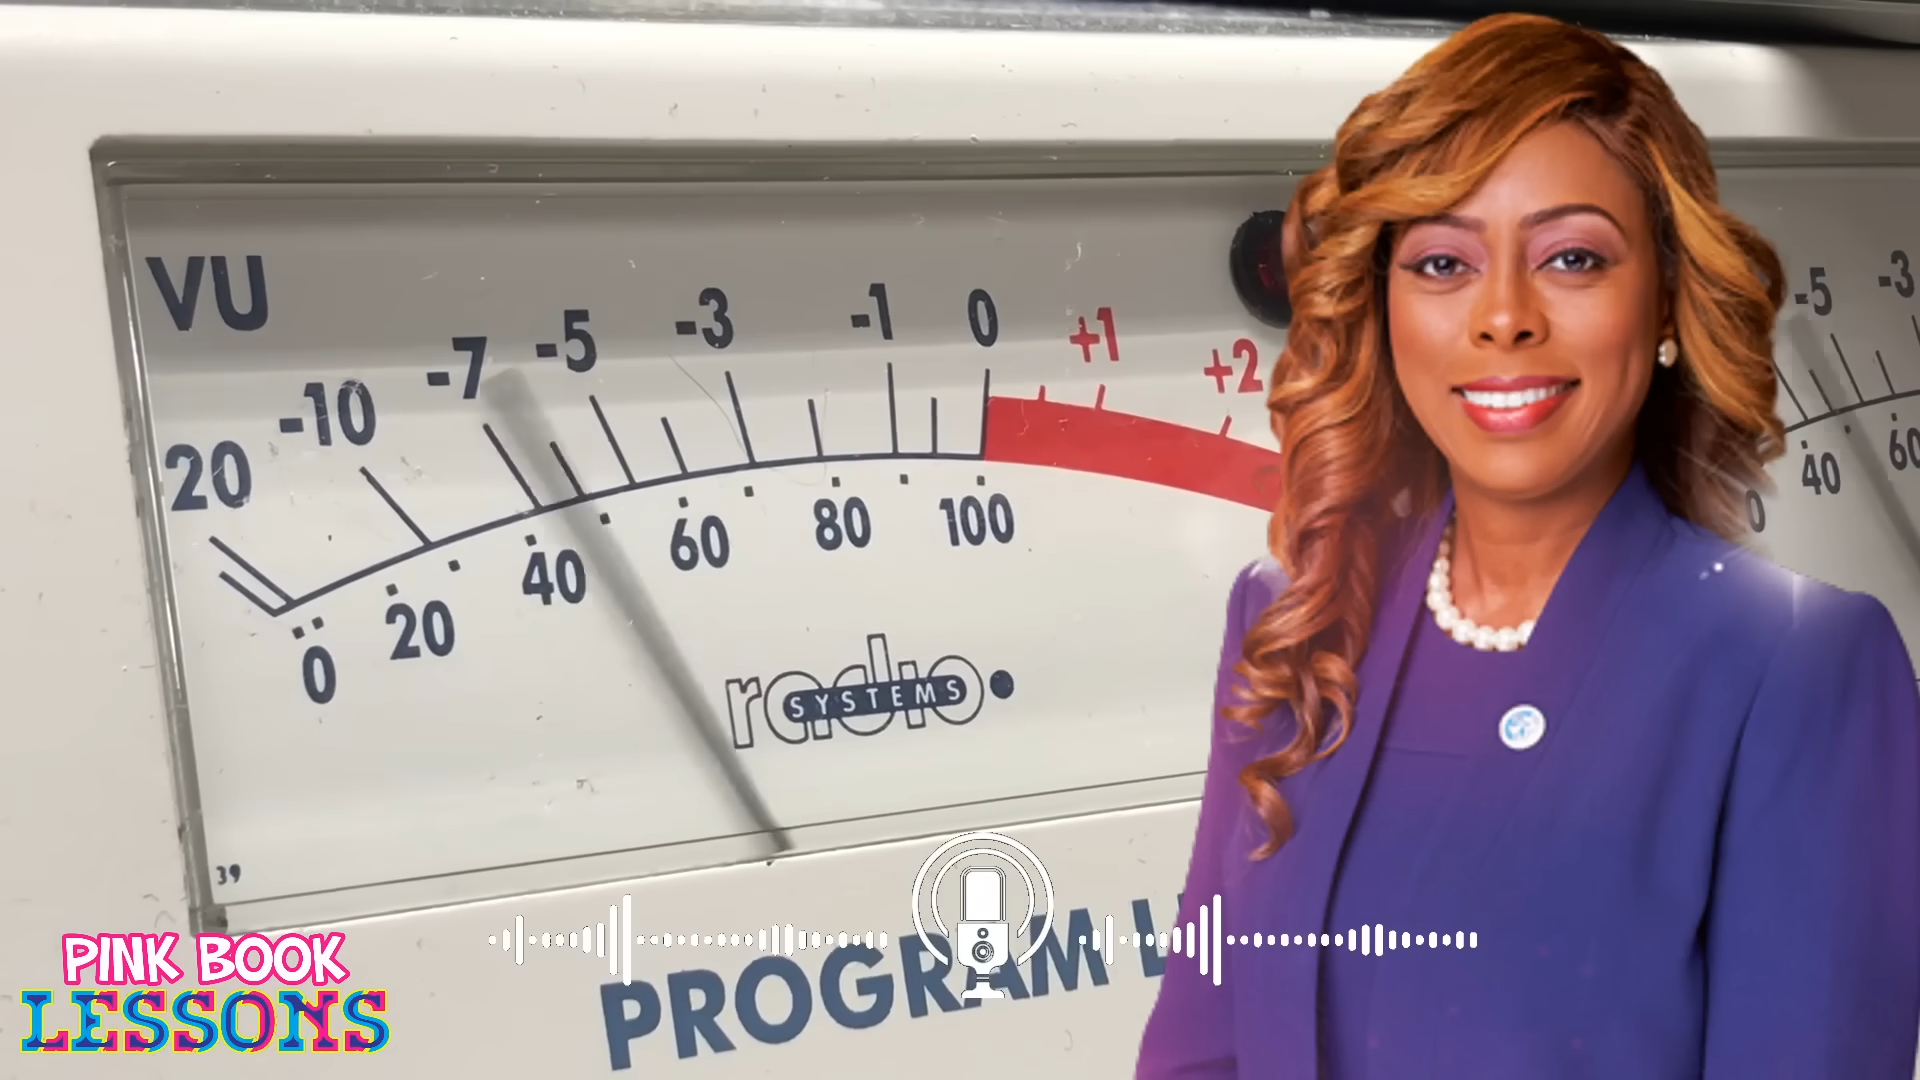 VU
20 -10 -7 -5 -3 -1 0 +1 +2
0 20 40 60 80 100
radio
SYSTEMS
39
-5 -3
40 60
PROGRAM
PINK BOOK
LESSONS